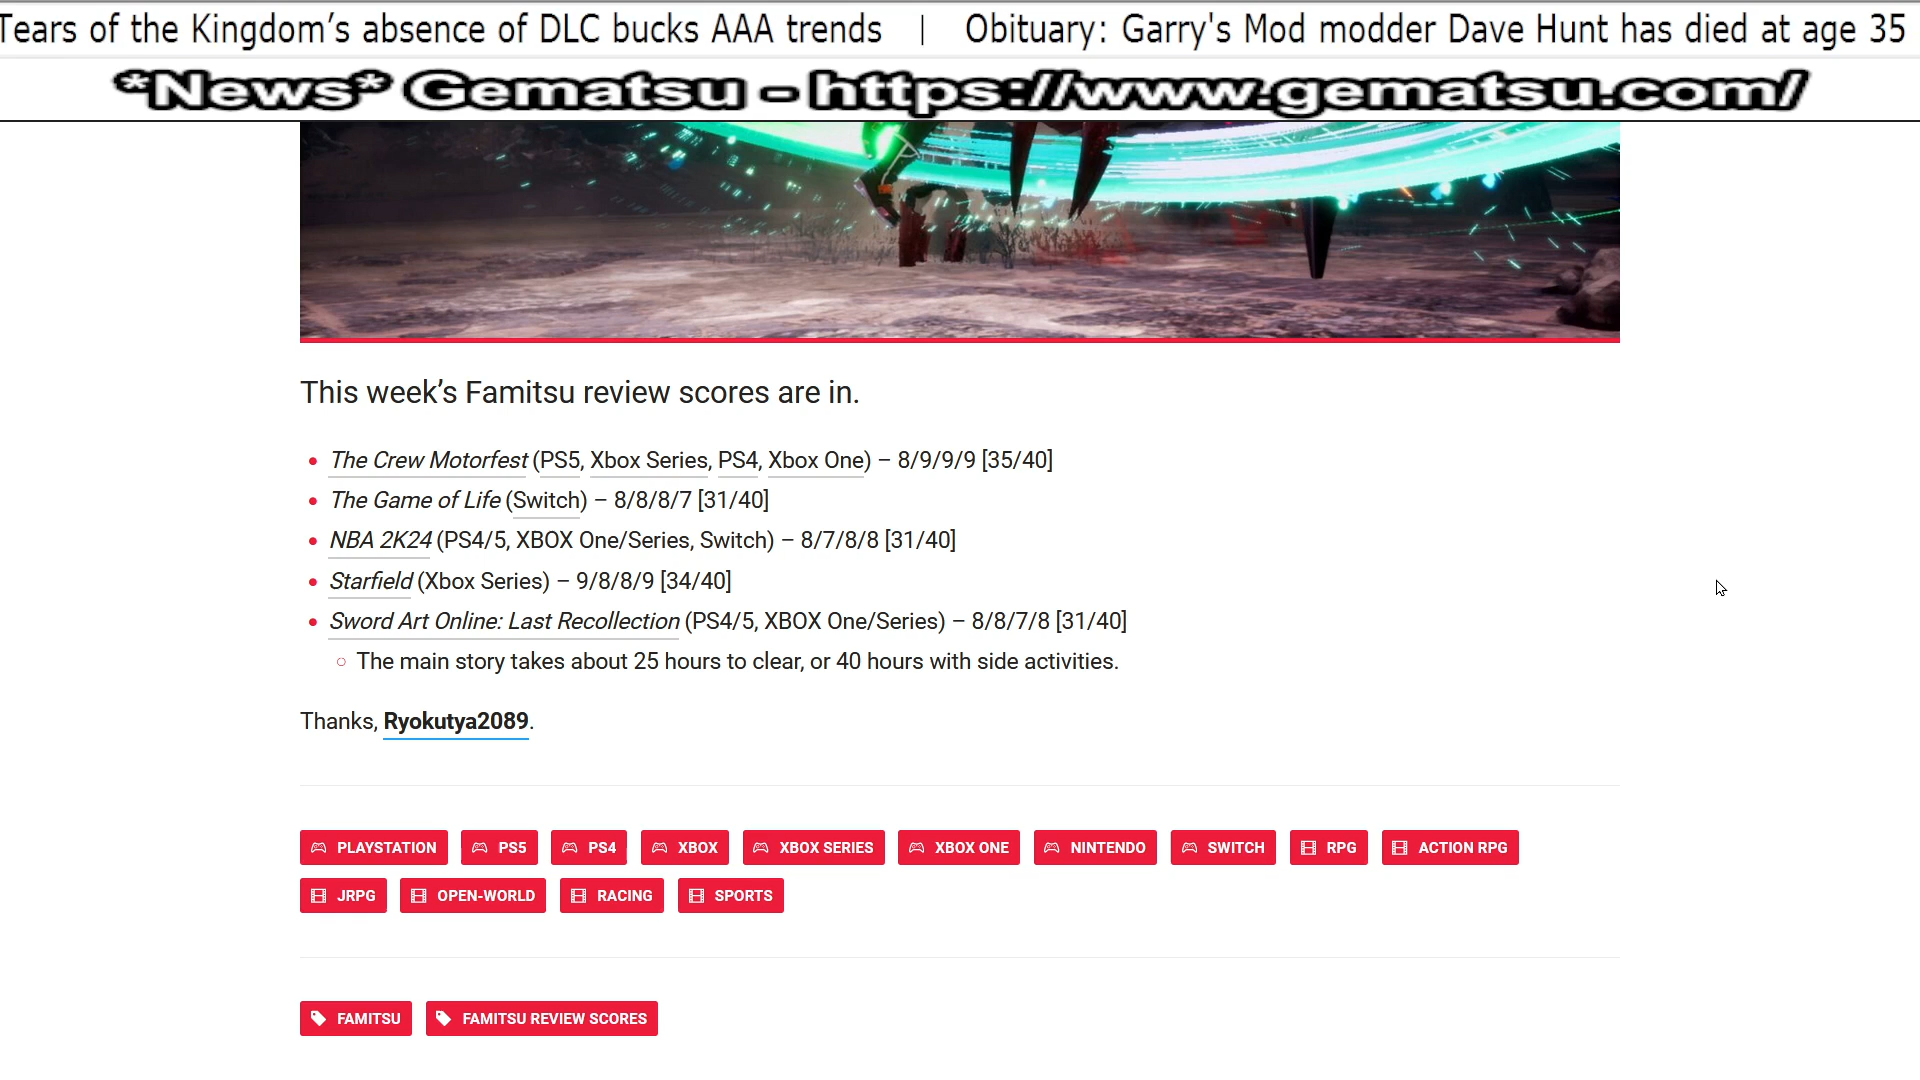 Tears of the Kingdom’s absence of DLC bucks AAA trends | Obituary: Garry's Mod modder Dave Hunt has died at age 35
*News* Gematsu - https://www.gematsu.com/
This week’s Famitsu review scores are in.
The Crew Motorfest (PS5, Xbox Series, PS4, Xbox One) – 8/9/9/9 [35/40]
The Game of Life (Switch) – 8/8/8/7 [31/40]
NBA 2K24 (PS4/5, XBOX One/Series, Switch) – 8/7/8/8 [31/40]
Starfield (Xbox Series) – 9/8/8/9 [34/40]
Sword Art Online: Last Recollection (PS4/5, XBOX One/Series) – 8/8/7/8 [31/40]
The main story takes about 25 hours to clear, or 40 hours with side activities.
Thanks, Ryokutya2089.
PLAYSTATION PS5 PS4 XBOX XBOX SERIES XBOX ONE NINTENDO SWITCH RPG ACTION RPG
JRPG OPEN-WORLD RACING SPORTS
FAMITSU FAMITSU REVIEW SCORES